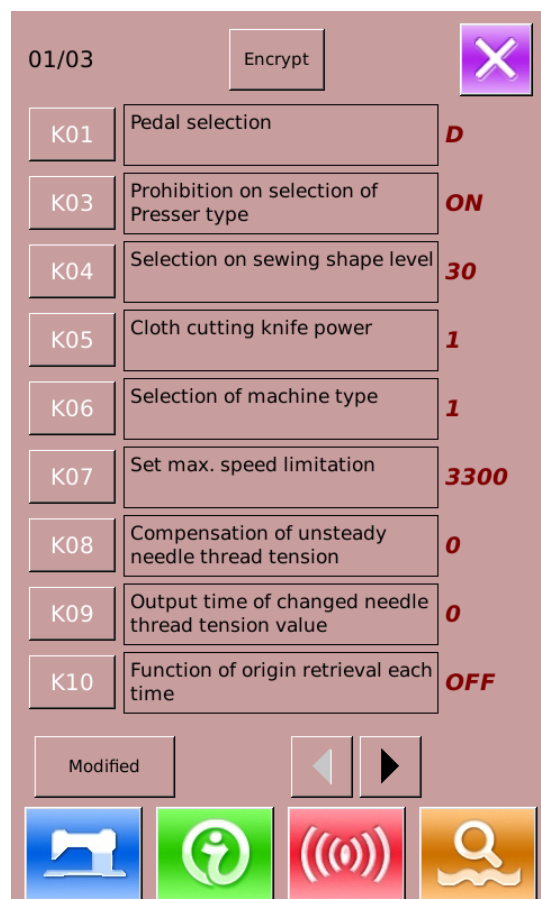 01/03
Encrypt
K01
Pedal selection
D
K03
Prohibition on selection of
Presser type
ON
K04
Selection on sewing shape level
30
K05
Cloth cutting knife power
1
K06
Selection of machine type
1
K07
Set max. speed limitation
3300
K08
Compensation of unsteady
needle thread tension
0
K09
Output time of changed needle
thread tension value
0
K10
Function of origin retrieval each
time
OFF
Modified